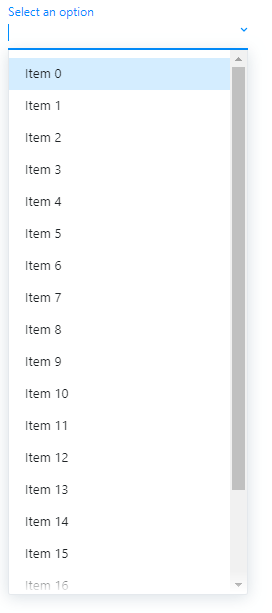 Select an option
Item 0
Item 1
Item 2
Item 3
Item 4
Item 5
Item 6
Item 7
Item 8
Item 9
Item 10
Item 11
Item 12
Item 13
Item 14
Item 15
Item 16